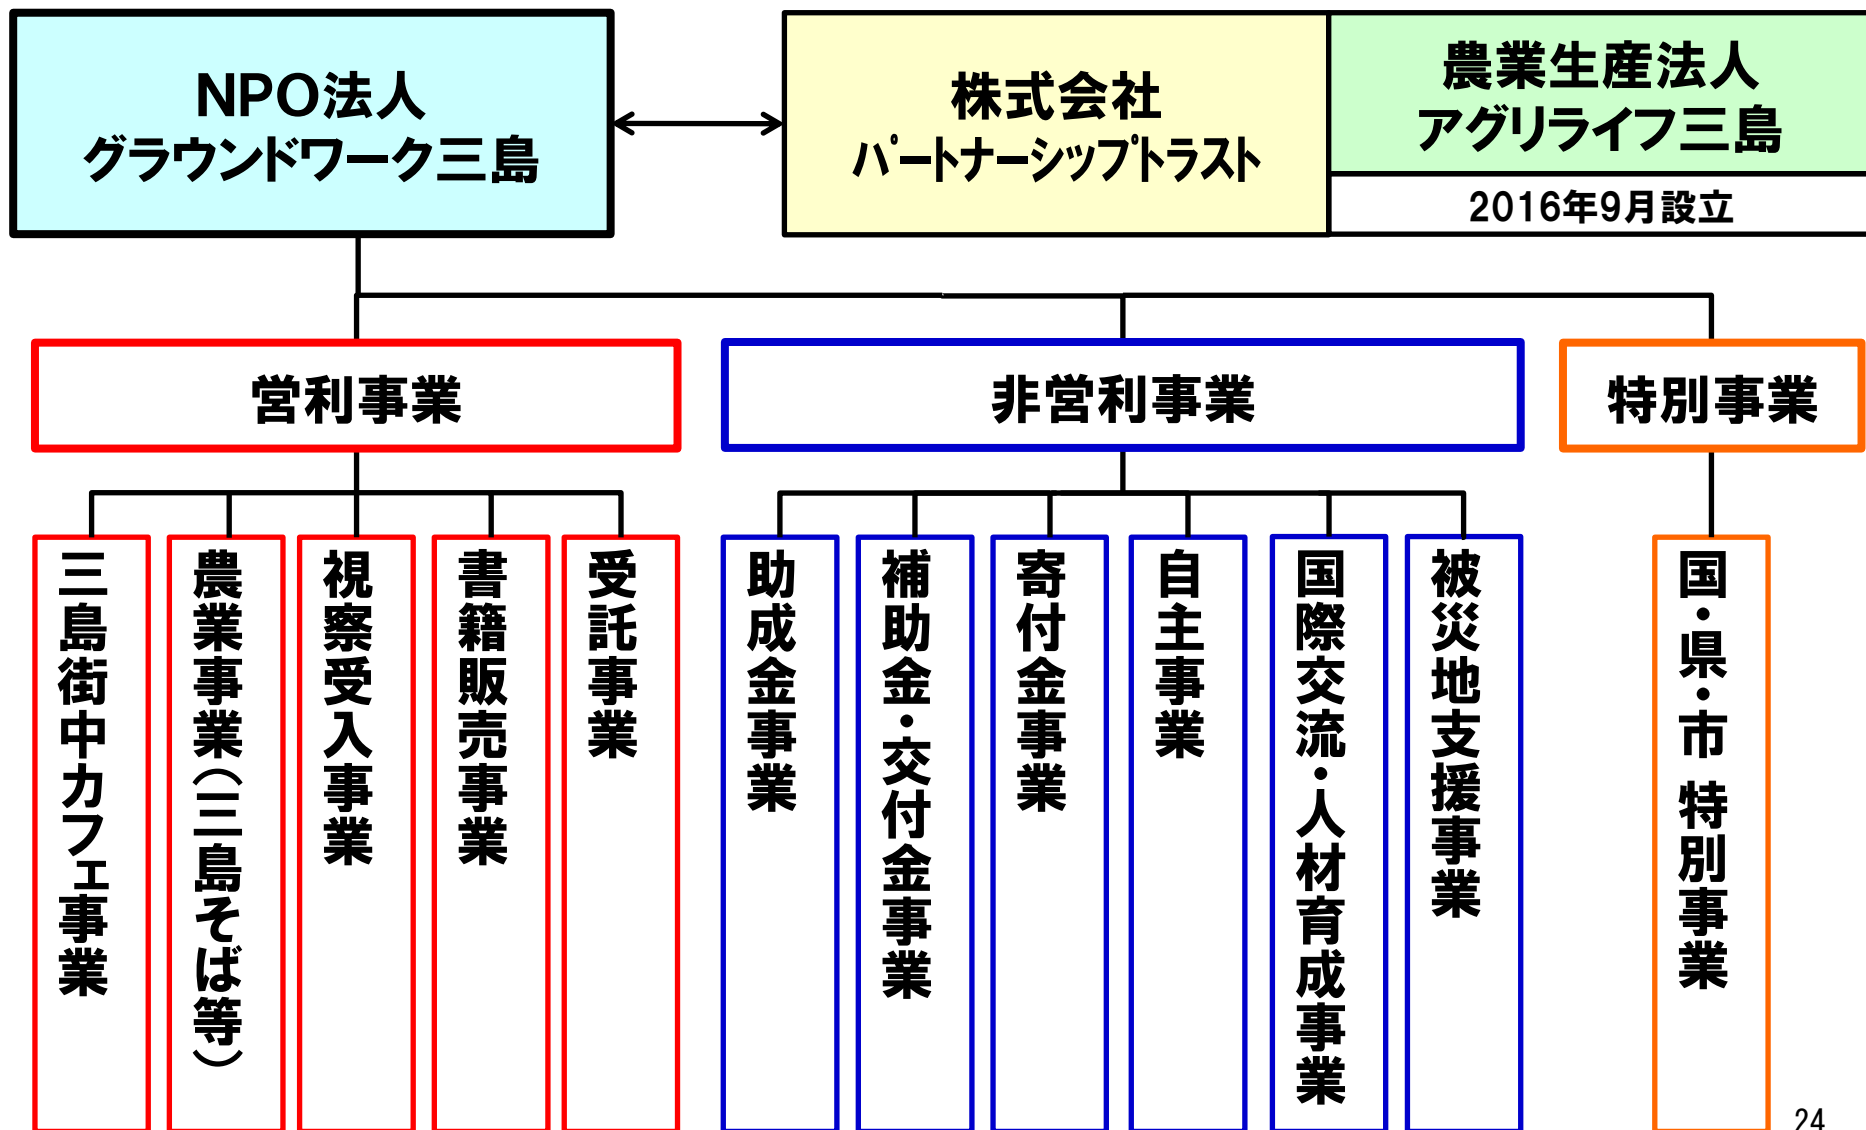 NPO法人
グラウンドワーク三島
株式会社
パートナーシップトラスト
農業生産法人
アグリライフ三島
2016年9月設立
営利事業
非営利事業
特別事業
三島街中カフェ事業
農業事業(三島そば等)
視察受入事業
書籍販売事業
受託事業
助成金事業
補助金・交付金事業
寄付金事業
自主事業
国際交流・人材育成事業
被災地支援事業
国・県・市 特別事業
24